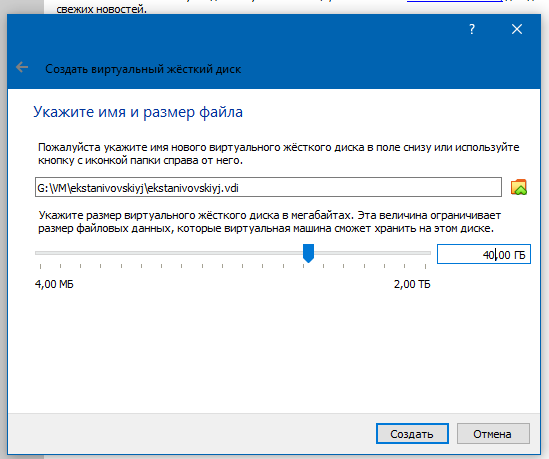 свежих новостей.
?
Создать виртуальный жёсткий диск
Укажите имя и размер файла
Пожалуйста укажите имя нового виртуального жёсткого диска в поле снизу или используйте
кнопку с иконкой папки справа от него.
G:\VM\ekstanivovskiyj\ekstanivovskiyj.vdi
Укажите размер виртуального жёсткого диска в мегабайтах. Эта величина ограничивает
размер файловых данных, которые виртуальная машина сможет хранить на этом диске.
40,00 ГБ
4,00 МБ 2,00 ТБ
Создать Отмена